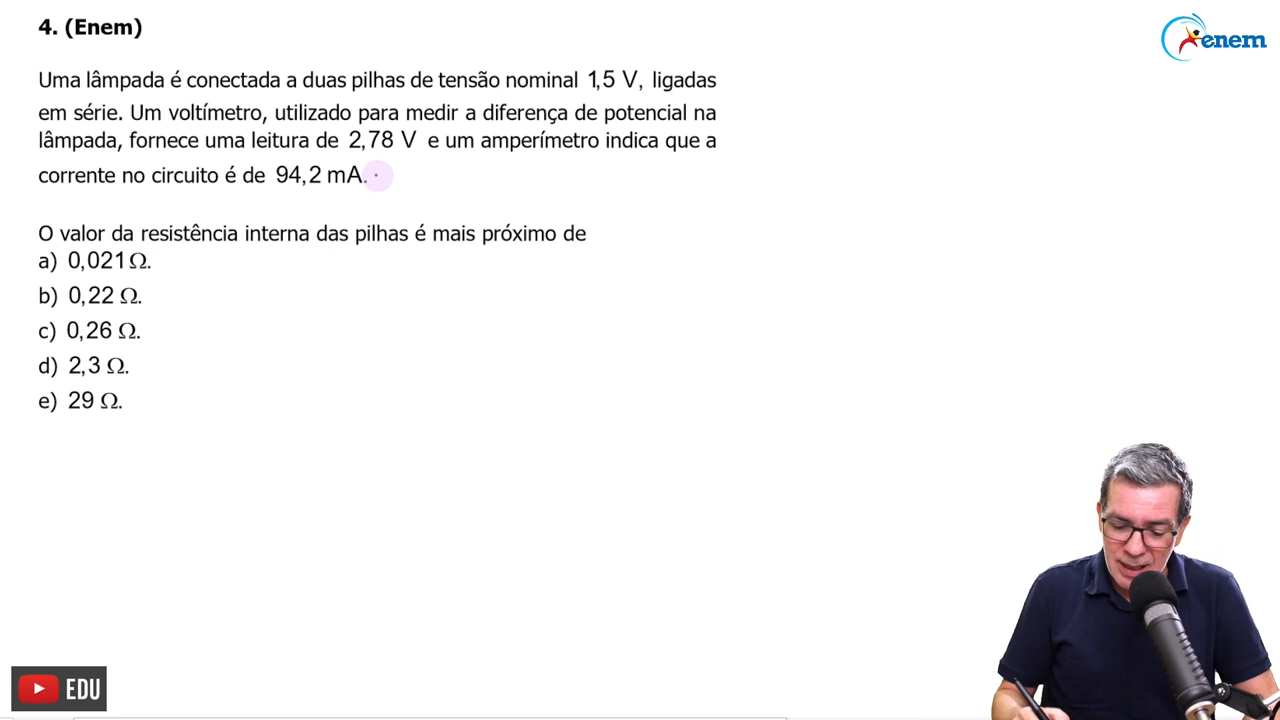 4. (Enem)
enem
Uma lâmpada é conectada a duas pilhas de tensão nominal 1,5 V, ligadas
em série. Um voltímetro, utilizado para medir a diferença de potencial na
lâmpada, fornece uma leitura de 2,78 V e um amperímetro indica que a
corrente no circuito é de 94,2 mA.
O valor da resistência interna das pilhas é mais próximo de
a) 0,021 Ω.
b) 0,22 Ω.
c) 0,26 Ω.
d) 2,3 Ω.
e) 29 Ω.
EDU